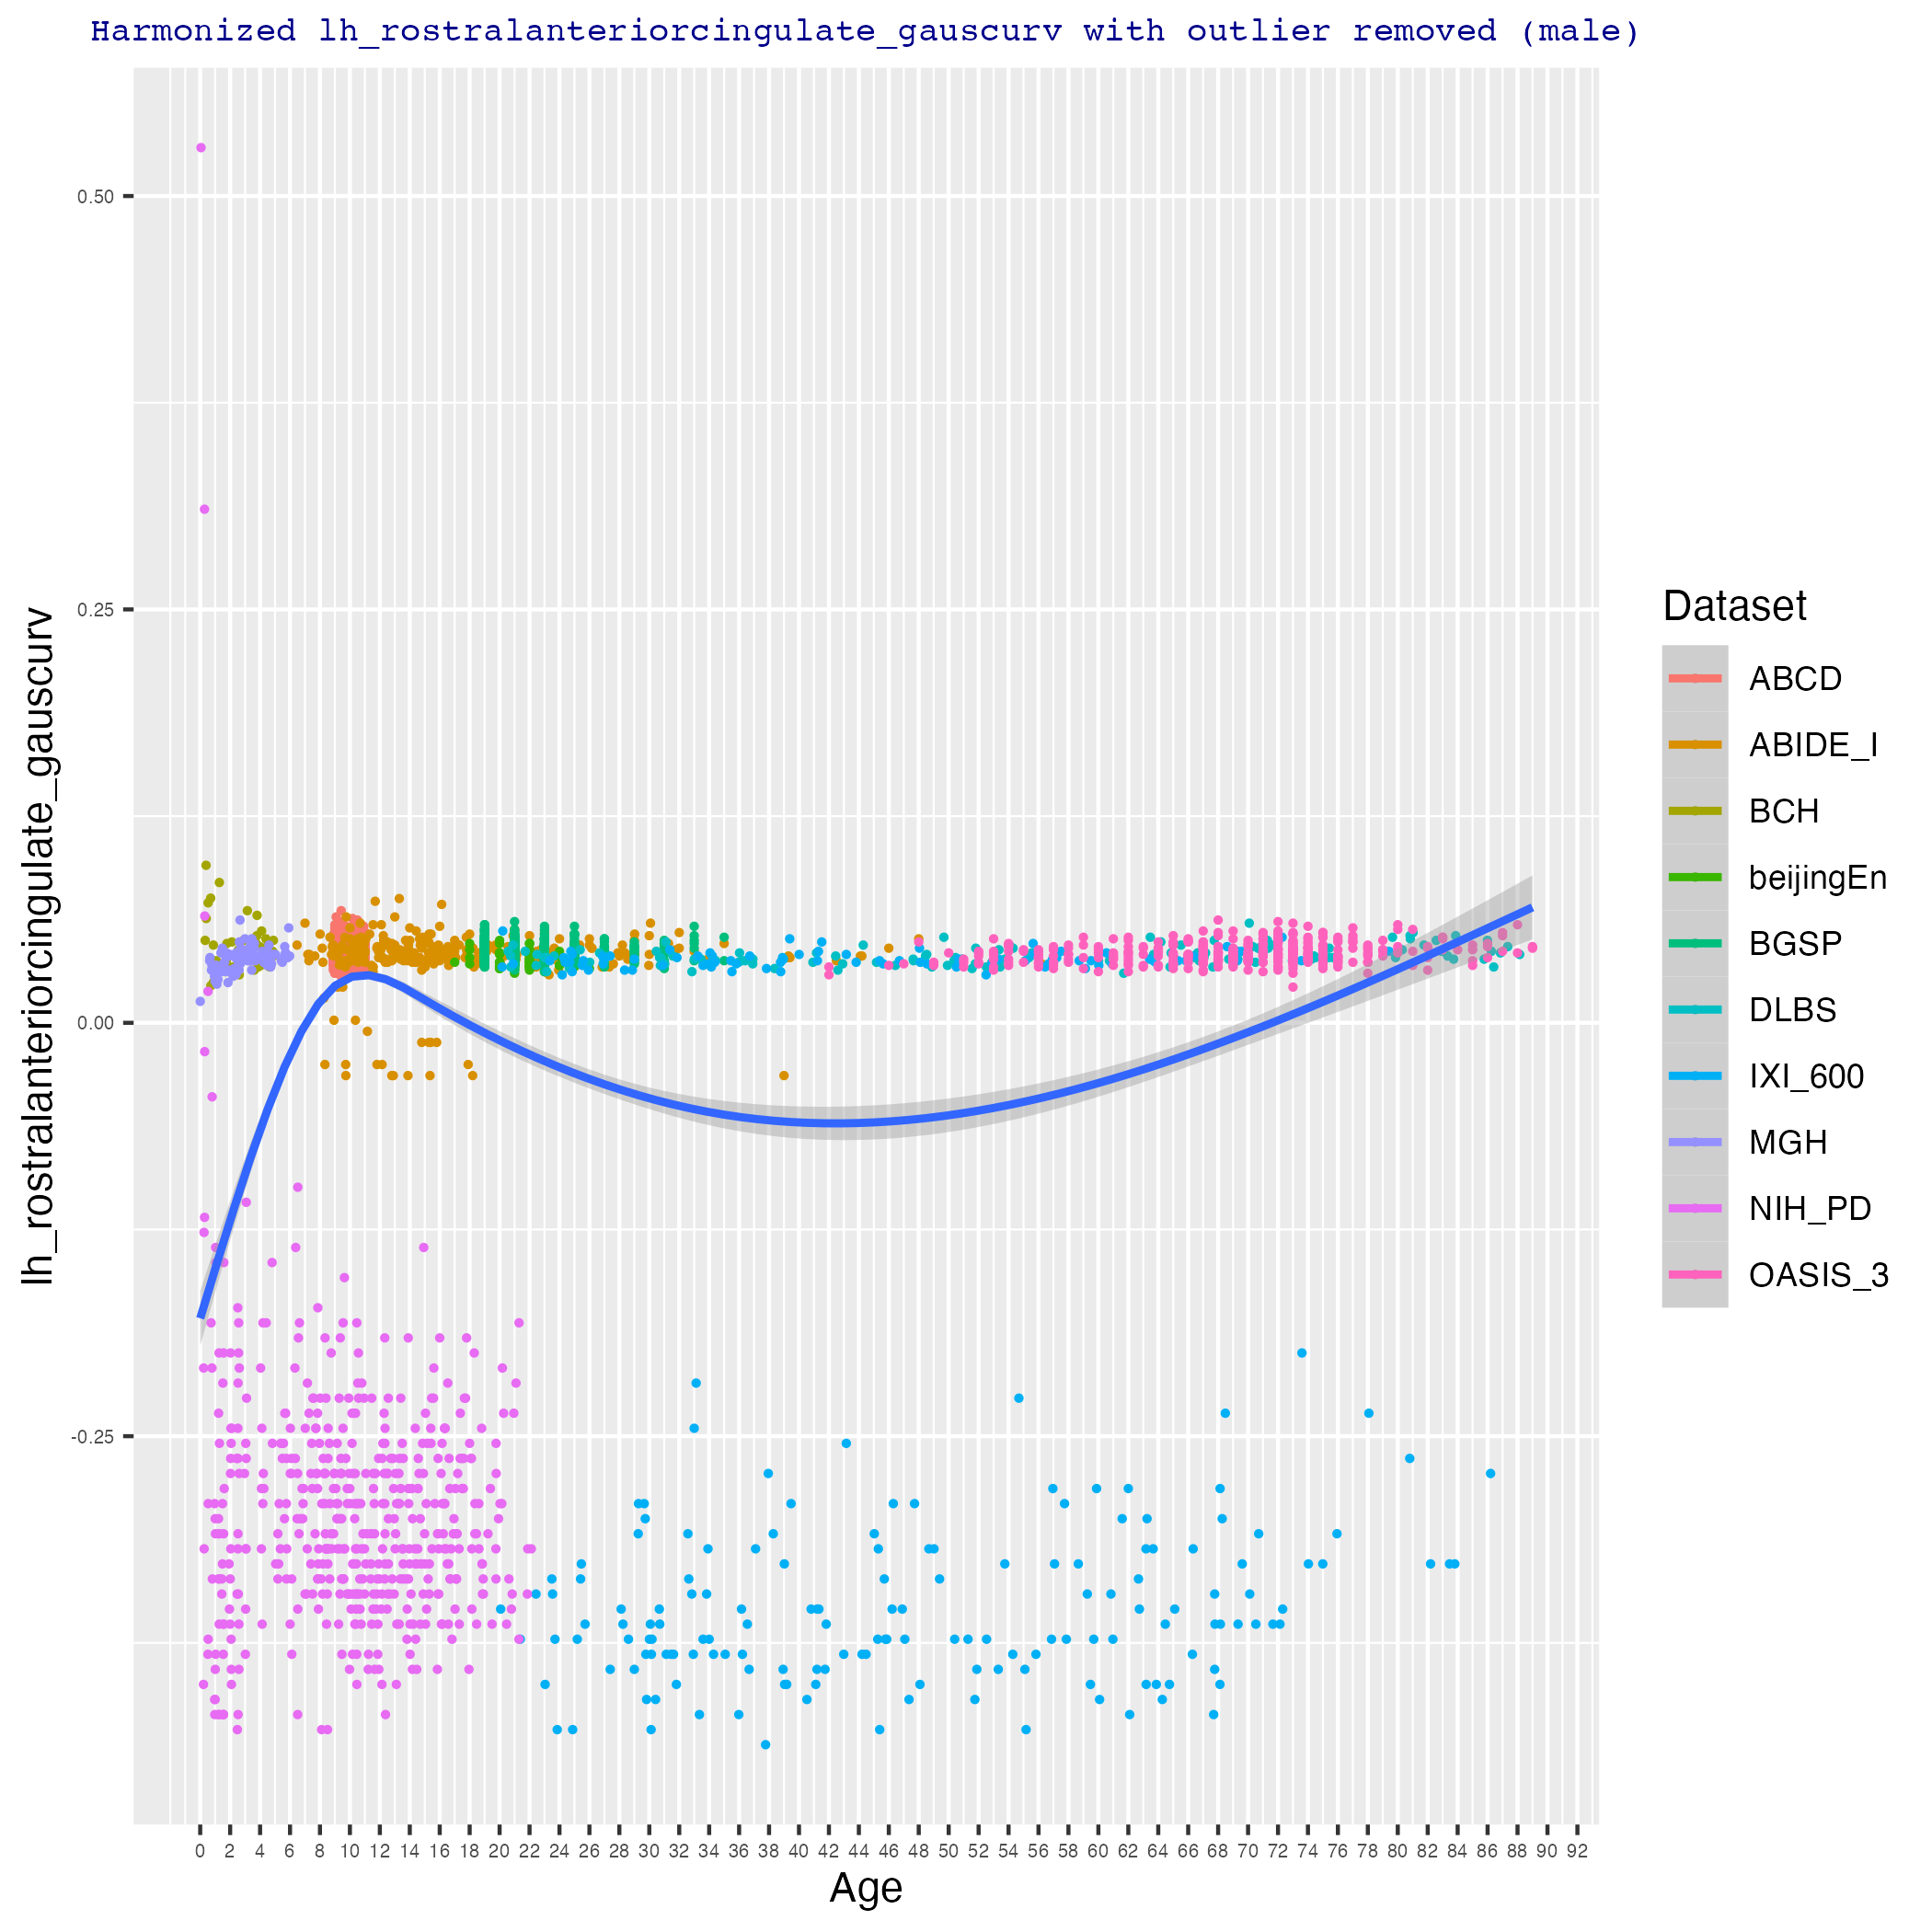 Harmonized lh_rostralanteriorcingulate_gauscurv with outlier removed (male)
lh_rostralanteriorcingulate_gauscurv
0.50
0.25
0.00
-0.25
0 2 4 6 8 10 12 14 16 18 20 22 24 26 28 30 32 34 36 38 40 42 44 46 48 50 52 54 56 58 60 62 64 66 68 70 72 74 76 78 80 82 84 86 88 90 92
Age
Dataset
ABCD
ABIDE_I
BCH
beijingEn
BGSP
DLBS
IXI_600
MGH
NIH_PD
OASIS_3